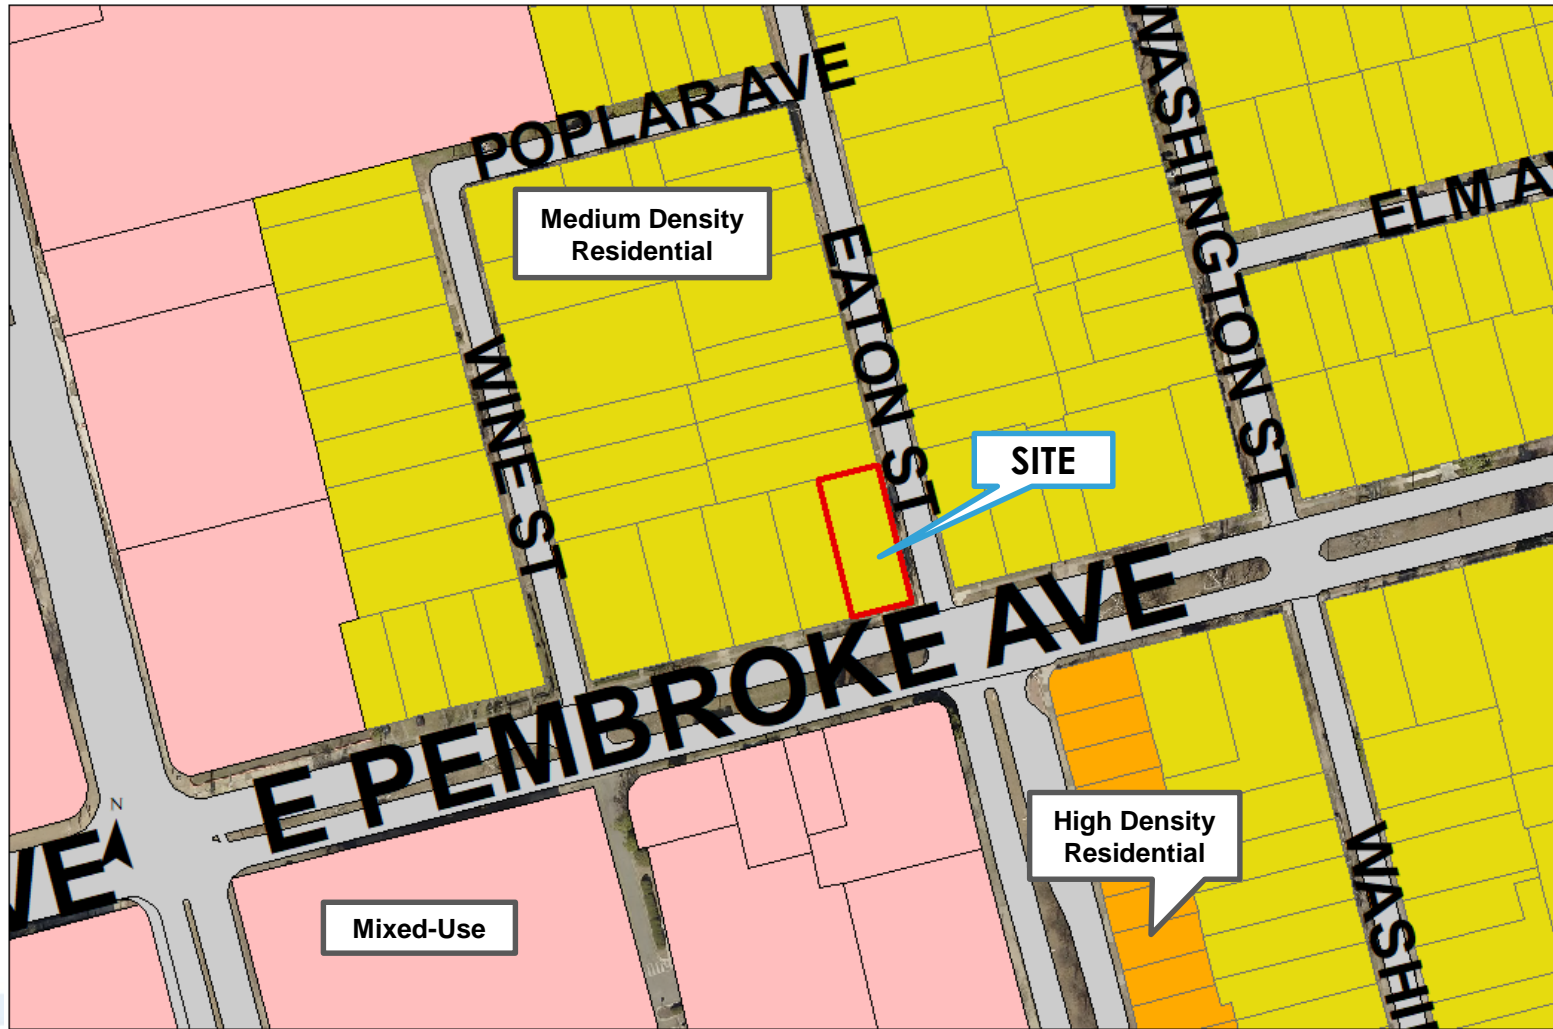 POPLAR AVE
WASHINGTON ST
ELM A
Medium Density
Residential
EATON ST
WINE ST
SITE
E PEMBROKE AVE
N
High Density
Residential
VE
Mixed-Use
WASHI